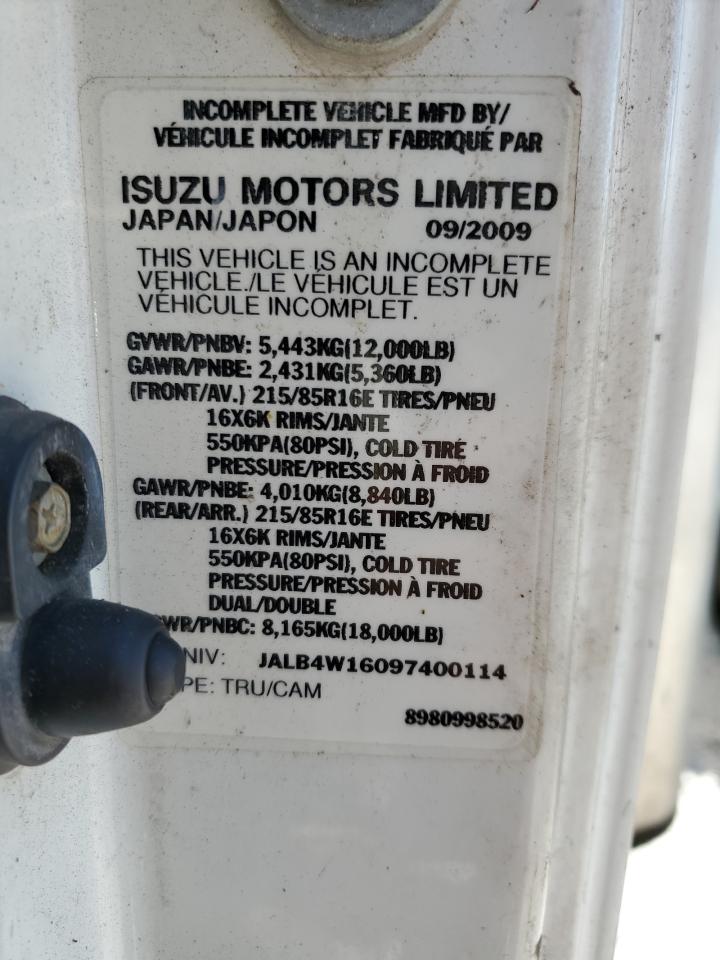 INCOMPLETE VEHICLE MFD BY/
VÉHICULE INCOMPLET FABRIQUÉ PAR
ISUZU MOTORS LIMITED
JAPAN/JAPON 09/2009
THIS VEHICLE IS AN INCOMPLETE
VEHICLE./LE VÉHICULE EST UN
VÉHICULE INCOMPLET.
GVWR/PNBV: 5,443KG(12,000LB)
GAWR/PNBE: 2,431KG(5,360LB)
(FRONT/AV.) 215/85R16E TIRES/PNEU
16X6K RIMS/JANTE
550KPA(80PSI), COLD TIRE
PRESSURE/PRESSION À FROID
GAWR/PNBE: 4,010KG(8,840LB)
(REAR/ARR.) 215/85R16E TIRES/PNEU
16X6K RIMS/JANTE
550KPA(80PSI), COLD TIRE
PRESSURE/PRESSION À FROID
DUAL/DOUBLE
WR/PNBC: 8,165KG(18,000LB)
NIV: JALB4W16097400114
PE: TRU/CAM
8980998520